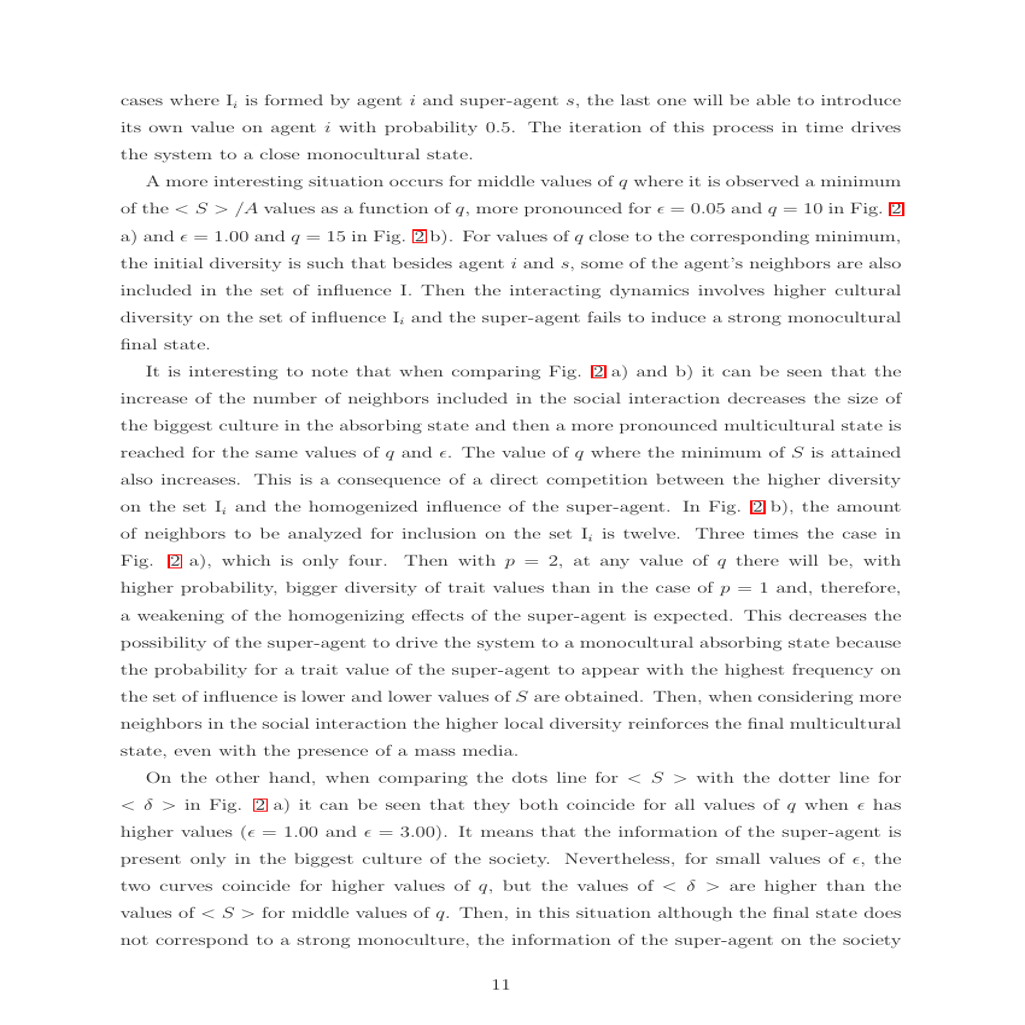 cases where I_i is formed by agent i and super-agent s, the last one will be able to introduce
its own value on agent i with probability 0.5. The iteration of this process in time drives
the system to a close monocultural state.
A more interesting situation occurs for middle values of q where it is observed a minimum
of the < S > /A values as a function of q, more pronounced for ϵ = 0.05 and q = 10 in Fig. 2
a) and ϵ = 1.00 and q = 15 in Fig. 2 b). For values of q close to the corresponding minimum,
the initial diversity is such that besides agent i and s, some of the agent's neighbors are also
included in the set of influence I. Then the interacting dynamics involves higher cultural
diversity on the set of influence I_i and the super-agent fails to induce a strong monocultural
final state.
It is interesting to note that when comparing Fig. 2 a) and b) it can be seen that the
increase of the number of neighbors included in the social interaction decreases the size of
the biggest culture in the absorbing state and then a more pronounced multicultural state is
reached for the same values of q and ϵ. The value of q where the minimum of S is attained
also increases. This is a consequence of a direct competition between the higher diversity
on the set I_i and the homogenized influence of the super-agent. In Fig. 2 b), the amount
of neighbors to be analyzed for inclusion on the set I_i is twelve. Three times the case in
Fig. 2 a), which is only four. Then with p = 2, at any value of q there will be, with
higher probability, bigger diversity of trait values than in the case of p = 1 and, therefore,
a weakening of the homogenizing effects of the super-agent is expected. This decreases the
possibility of the super-agent to drive the system to a monocultural absorbing state because
the probability for a trait value of the super-agent to appear with the highest frequency on
the set of influence is lower and lower values of S are obtained. Then, when considering more
neighbors in the social interaction the higher local diversity reinforces the final multicultural
state, even with the presence of a mass media.
On the other hand, when comparing the dots line for < S > with the dotter line for
< δ > in Fig. 2 a) it can be seen that they both coincide for all values of q when ϵ has
higher values (ϵ = 1.00 and ϵ = 3.00). It means that the information of the super-agent is
present only in the biggest culture of the society. Nevertheless, for small values of ϵ, the
two curves coincide for higher values of q, but the values of < δ > are higher than the
values of < S > for middle values of q. Then, in this situation although the final state does
not correspond to a strong monoculture, the information of the super-agent on the society
11